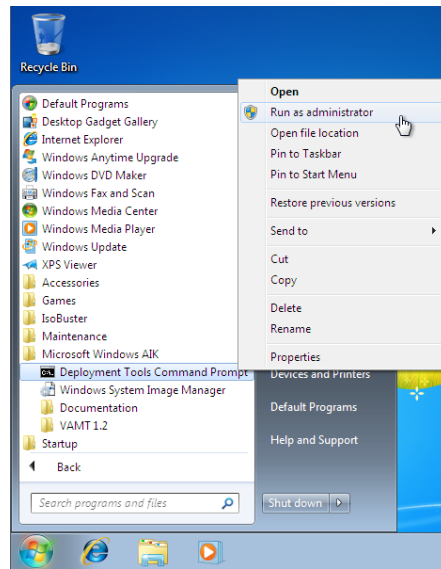 Recycle Bin
Default Programs
Desktop Gadget Gallery
Internet Explorer
Windows Anytime Upgrade
Windows DVD Maker
Windows Fax and Scan
Windows Media Center
Windows Media Player
Windows Update
XPS Viewer
Accessories
Games
IsoBuster
Maintenance
Microsoft Windows AIK
Deployment Tools Command Prompt
Windows System Image Manager
Documentation
VAMT 1.2
Startup
Back
Search programs and files
Open
Run as administrator
Open file location
Pin to Taskbar
Pin to Start Menu
Restore previous versions
Send to
Cut
Copy
Delete
Rename
Properties
Devices and Printers
Default Programs
Help and Support
Shut down